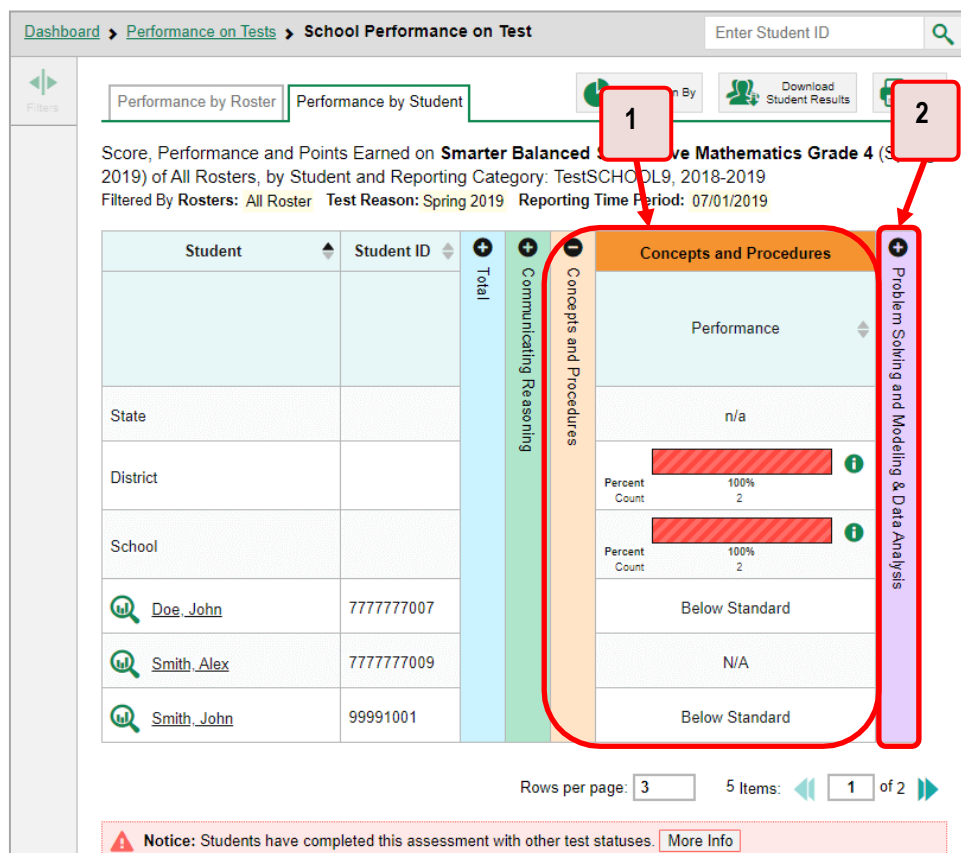 Dashboard Performance on Tests School Performance on Test
Enter Student ID
Filters
Performance by Roster
Performance by Student
By
Download
Student Results
1
2
Score, Performance and Points Earned on Smarter Balanced Mathematics Grade 4
2019) of All Rosters, by Student and Reporting Category: TestSCHOOL9, 2018-2019
Filtered By Rosters: All Roster Test Reason: Spring 2019 Reporting Time Period: 07/01/2019
Student
Student ID
Total
Communicating Reasoning
Concepts and Procedures
Concepts and Procedures
Performance
Problem Solving and Modeling & Data Analysis
State
n/a
District
Percent 100%
Count 2
School
Percent 100%
Count 2
Doe, John 7777777007 Below Standard
Smith, Alex 7777777009 N/A
Smith, John 99991001 Below Standard
Rows per page: 3 5 Items: 1 of 2
Notice: Students have completed this assessment with other test statuses. More Info